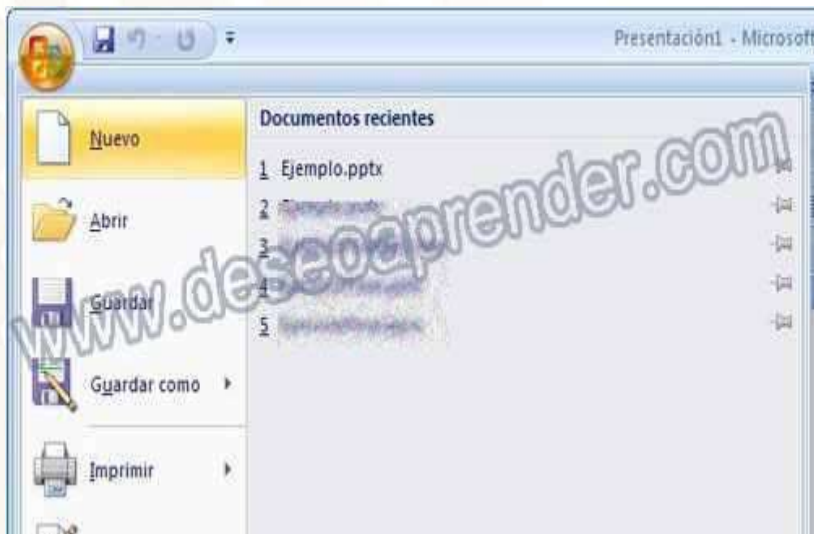 Presentación1 - Microsoft
Nuevo
Abrir
Guardar
Guardar como
Imprimir
Documentos recientes
1 Ejemplo.pptx
2
3
4
5
www.deseoaprender.com